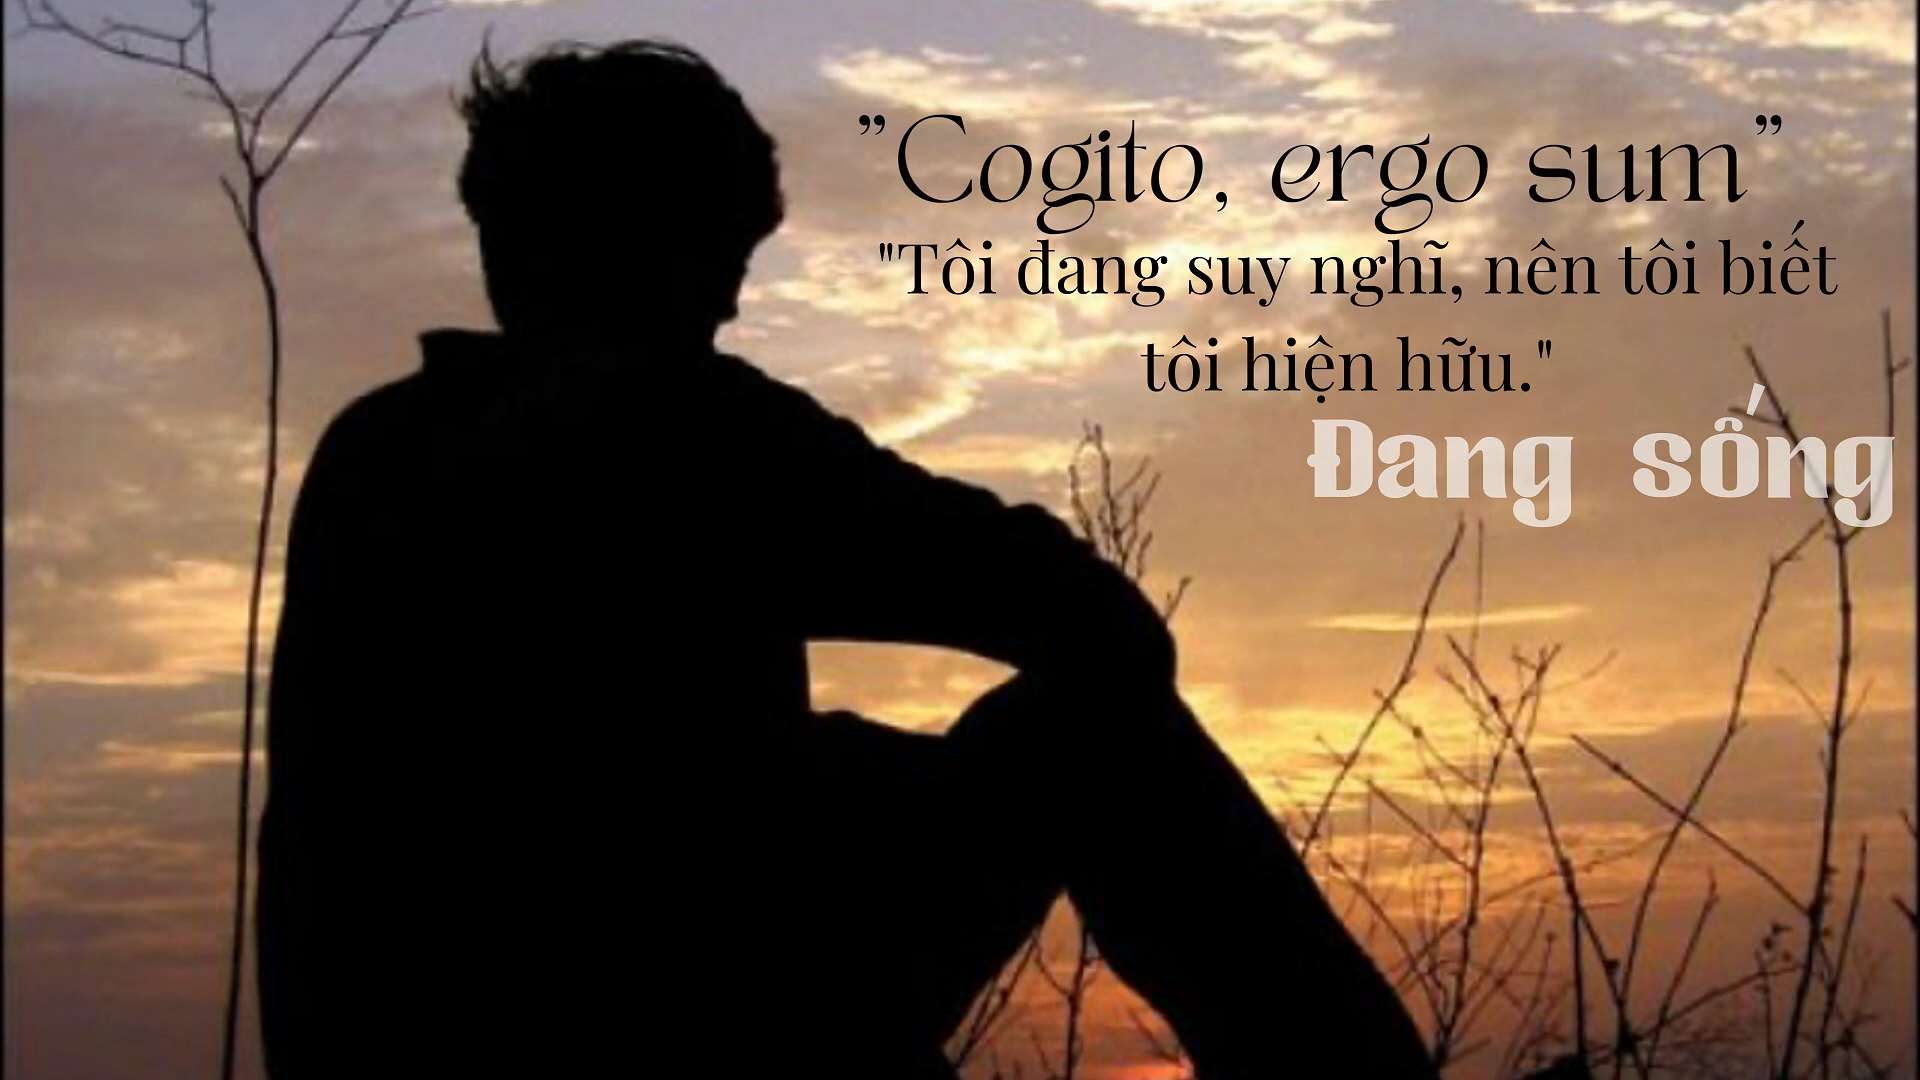 ”Cogito, ergo sum”
"Tôi đang suy nghĩ, nên tôi biết
tôi hiện hữu."
Đang sống